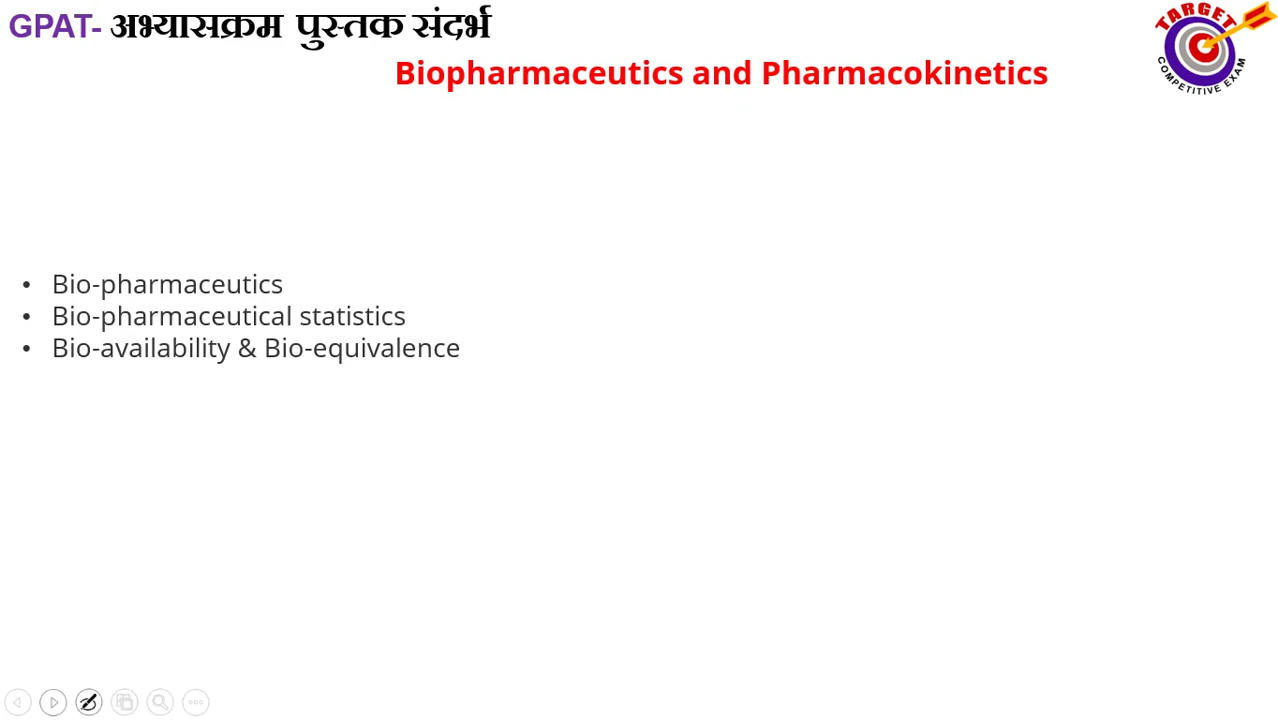 GPAT- अभ्यासक्रम पुस्तक संदर्भ
TARGET
COMPETITIVE EXAM
Biopharmaceutics and Pharmacokinetics
• Bio-pharmaceutics
• Bio-pharmaceutical statistics
• Bio-availability & Bio-equivalence